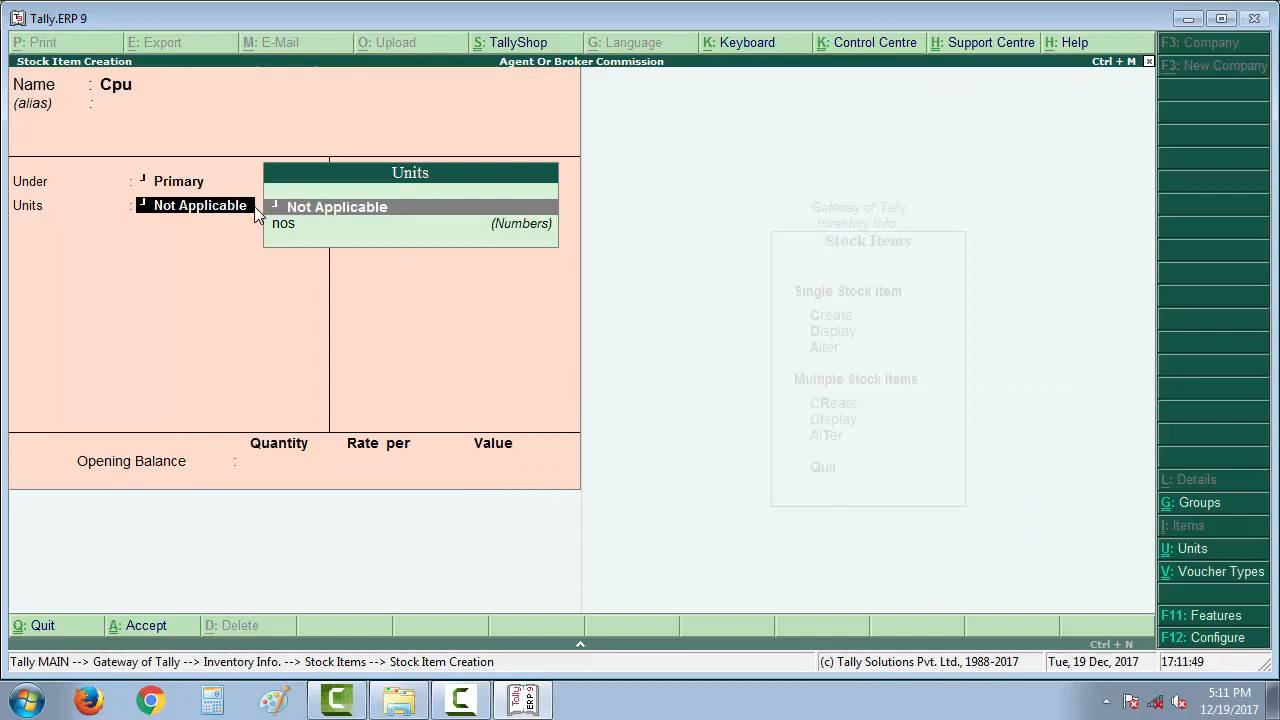 Tally.ERP 9
P: Print E: Export M: E-Mail O: Upload S: TallyShop G: Language K: Keyboard K: Control Centre H: Support Centre H: Help
F3: Company
F3: New Company
Stock Item Creation Agent Or Broker Commission Ctrl + M
Name : Cpu
(alias) :
Under : Primary
Units : Not Applicable
Units
Not Applicable
nos (Numbers)
Quantity Rate per Value
Opening Balance :
Gateway of Tally
Inventory Info. ...
Stock Items
Single Stock Item
Create
Display
Alter
Multiple Stock Items
CReate
DIsplay
AlTer
Quit
L: Details
G: Groups
I: Items
U: Units
V: Voucher Types
F11: Features
F12: Configure
Q: Quit A: Accept D: Delete
Ctrl + N
Tally MAIN --> Gateway of Tally --> Inventory Info. --> Stock Items --> Stock Item Creation (c) Tally Solutions Pvt. Ltd., 1988-2017 Tue, 19 Dec, 2017 17:11:49
ERP 9
5:11 PM
12/19/2017